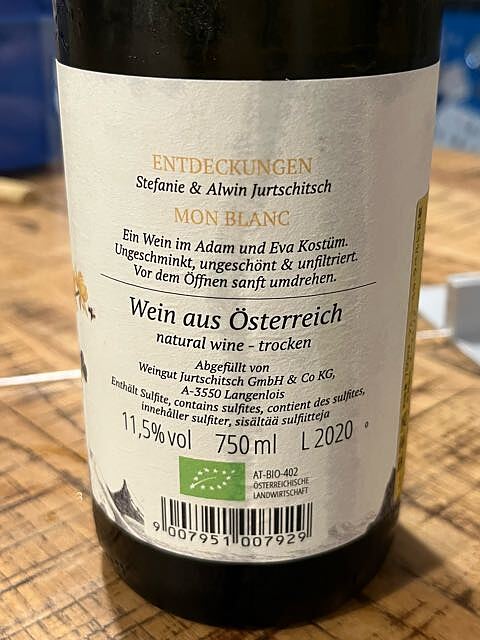 ENTDECKUNGEN
Stefanie & Alwin Jurtschitsch
MON BLANC
Ein Wein im Adam und Eva Kostüm.
Ungeschminkt, ungeschönt & unfiltriert.
Vor dem Öffnen sanft umdrehen.
Wein aus Österreich
natural wine – trocken
Abgefüllt von
Weingut Jurtschitsch GmbH & Co KG,
A-3550 Langenlois
Enthält Sulfite, contains sulfites, contient des sulfites,
innehåller sulfiter, sisältää sulfiitteja
11,5% vol 750 ml L 2020
AT-BIO-402
ÖSTERREICHISCHE
LANDWIRTSCHAFT
9 007951 007929